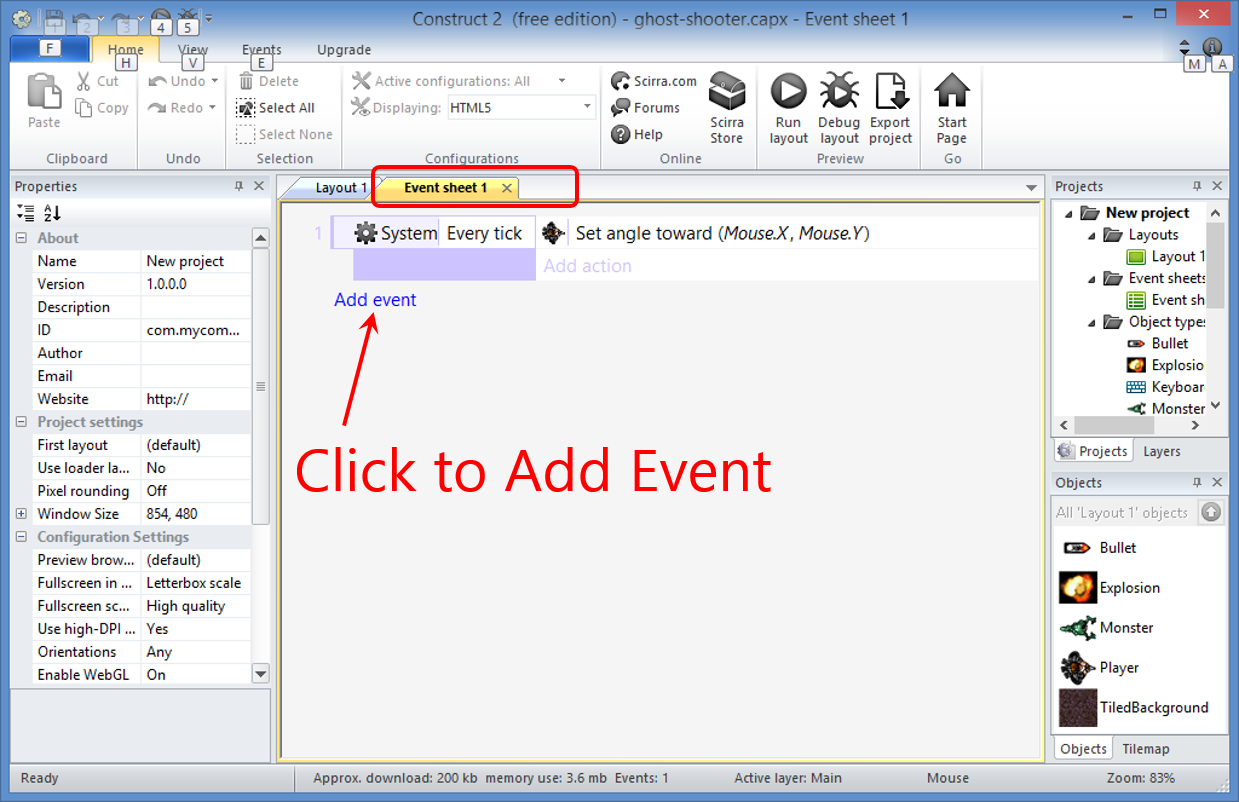 Construct 2  (free edition) - ghost-shooter.capx - Event sheet 1
1 2 3 4 5
F Home View Events Upgrade
H V E M A
Paste Cut Copy
Clipboard
Undo
Redo
Undo
Delete
Select All
Select None
Selection
Active configurations: All
Displaying: HTML5
Configurations
Scirra.com
Forums
Help
Scirra Store
Online
Run layout
Debug layout
Export project
Preview
Start Page
Go
Properties
About
Name New project
Version 1.0.0.0
Description
ID com.mycom...
Author
Email
Website http://
Project settings
First layout (default)
Use loader la... No
Pixel rounding Off
Window Size 854, 480
Configuration Settings
Preview brow... (default)
Fullscreen in ... Letterbox scale
Fullscreen sc... High quality
Use high-DPI ... Yes
Orientations Any
Enable WebGL On
Layout 1 Event sheet 1
1 System Every tick Set angle toward (Mouse.X, Mouse.Y)
Add action
Add event
Click to Add Event
Projects
New project
Layouts
Layout 1
Event sheets
Event sh
Object types
Bullet
Explosio
Keyboar
Monster
Projects Layers
Objects
All 'Layout 1' objects
Bullet
Explosion
Monster
Player
TiledBackground
Objects Tilemap
Ready Approx. download: 200 kb  memory use: 3.6 mb  Events: 1 Active layer: Main Mouse Zoom: 83%